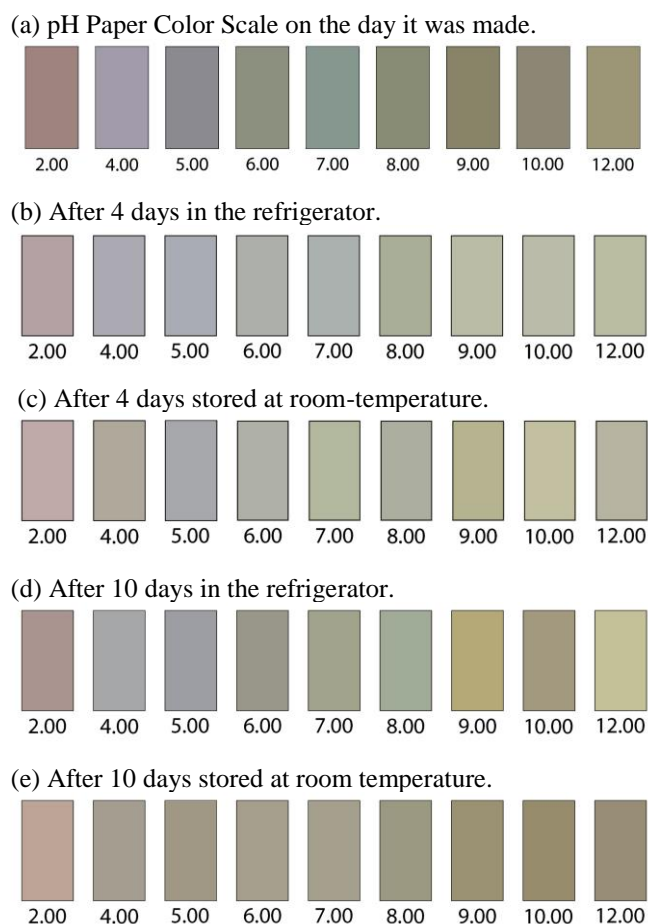 (a) pH Paper Color Scale on the day it was made.
2.00 4.00 5.00 6.00 7.00 8.00 9.00 10.00 12.00
(b) After 4 days in the refrigerator.
2.00 4.00 5.00 6.00 7.00 8.00 9.00 10.00 12.00
(c) After 4 days stored at room-temperature.
2.00 4.00 5.00 6.00 7.00 8.00 9.00 10.00 12.00
(d) After 10 days in the refrigerator.
2.00 4.00 5.00 6.00 7.00 8.00 9.00 10.00 12.00
(e) After 10 days stored at room temperature.
2.00 4.00 5.00 6.00 7.00 8.00 9.00 10.00 12.00